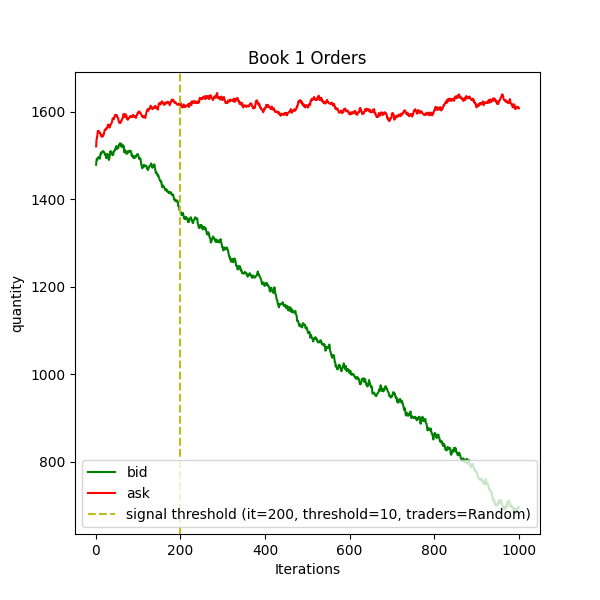 Book 1 Orders
quantity
1600
1400
1200
1000
800
bid
ask
signal threshold (it=200, threshold=10, traders=Random)
0 200 400 600 800 1000
Iterations